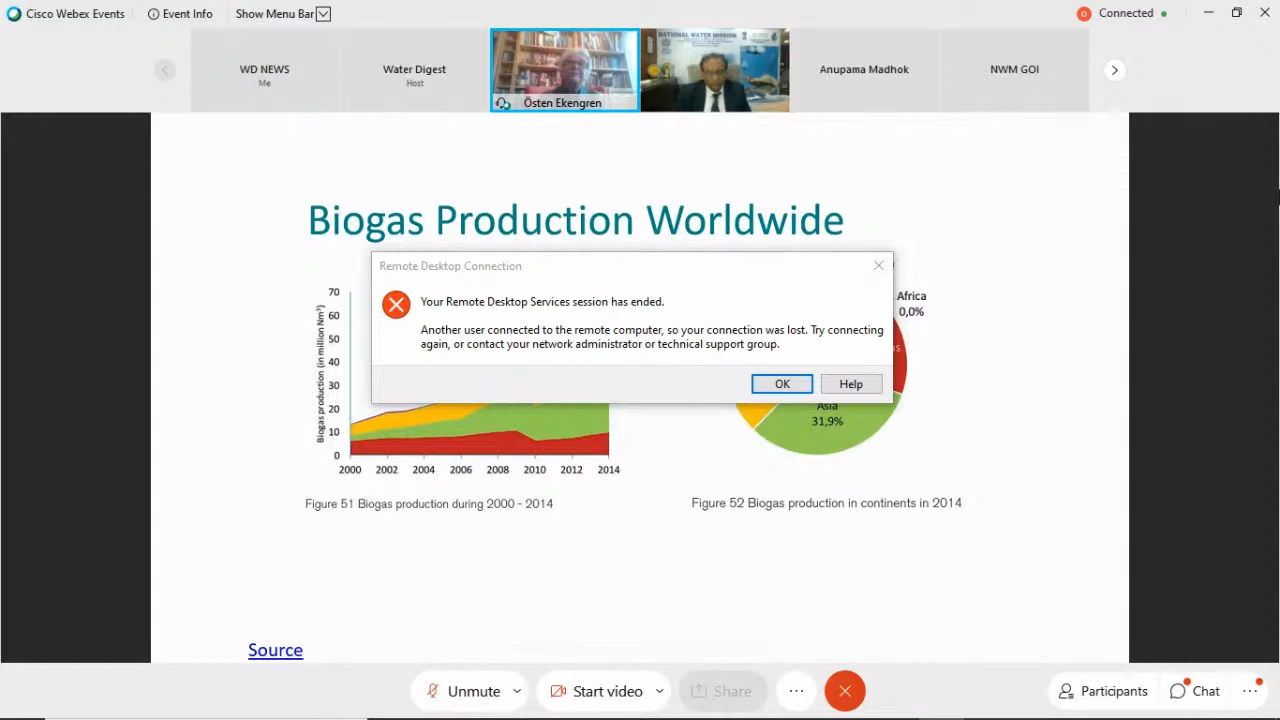 Cisco Webex Events
Event Info
Show Menu Bar
Connected
WD NEWS
Me
Water Digest
Host
Östen Ekengren
NATIONAL WATER MISSION
Anupama Madhok
NWM GOI
Biogas Production Worldwide
Remote Desktop Connection
Your Remote Desktop Services session has ended.
Another user connected to the remote computer, so your connection was lost. Try connecting
again, or contact your network administrator or technical support group.
OK
Help
Biogas production (in million Nm³)
70
60
50
40
30
20
10
0
2000 2002 2004 2006 2008 2010 2012 2014
Figure 51 Biogas production during 2000 - 2014
Africa
0,0%
Asia
31,9%
Figure 52 Biogas production in continents in 2014
Source
Unmute
Start video
Share
Participants
Chat